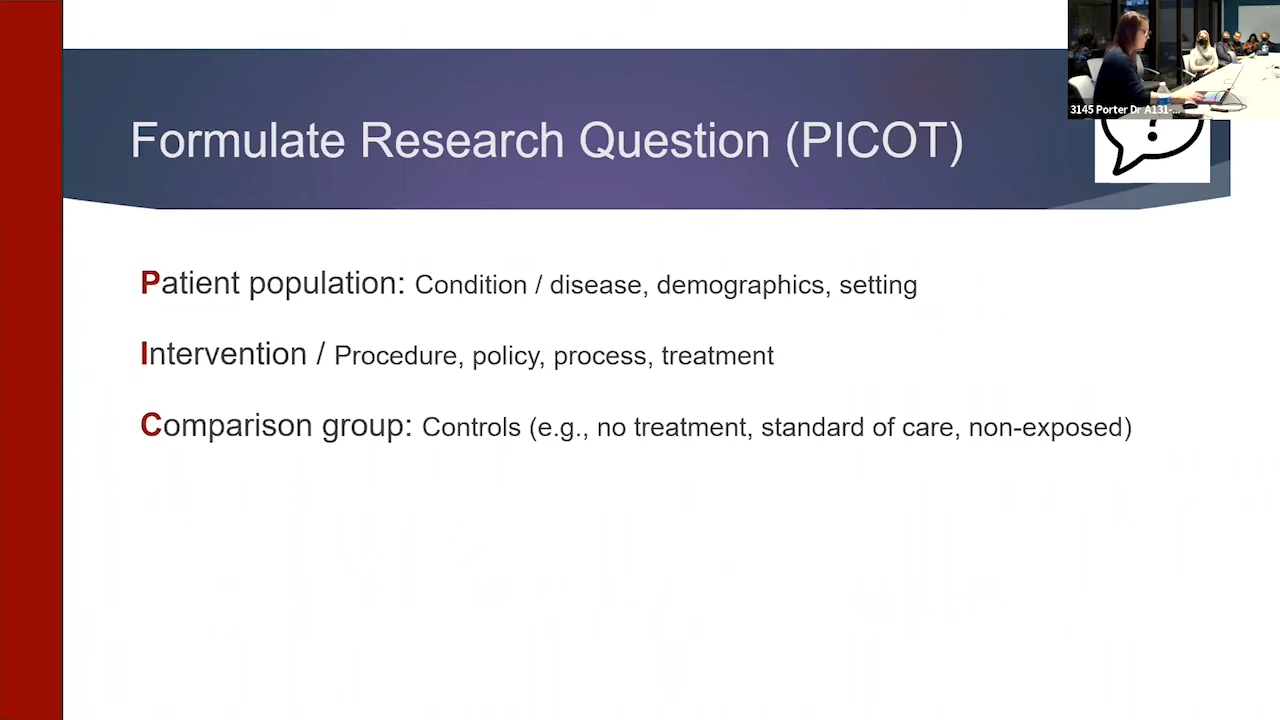 Formulate Research Question (PICOT)
3145 Porter Dr A131-...
?
Patient population: Condition / disease, demographics, setting
Intervention / Procedure, policy, process, treatment
Comparison group: Controls (e.g., no treatment, standard of care, non-exposed)